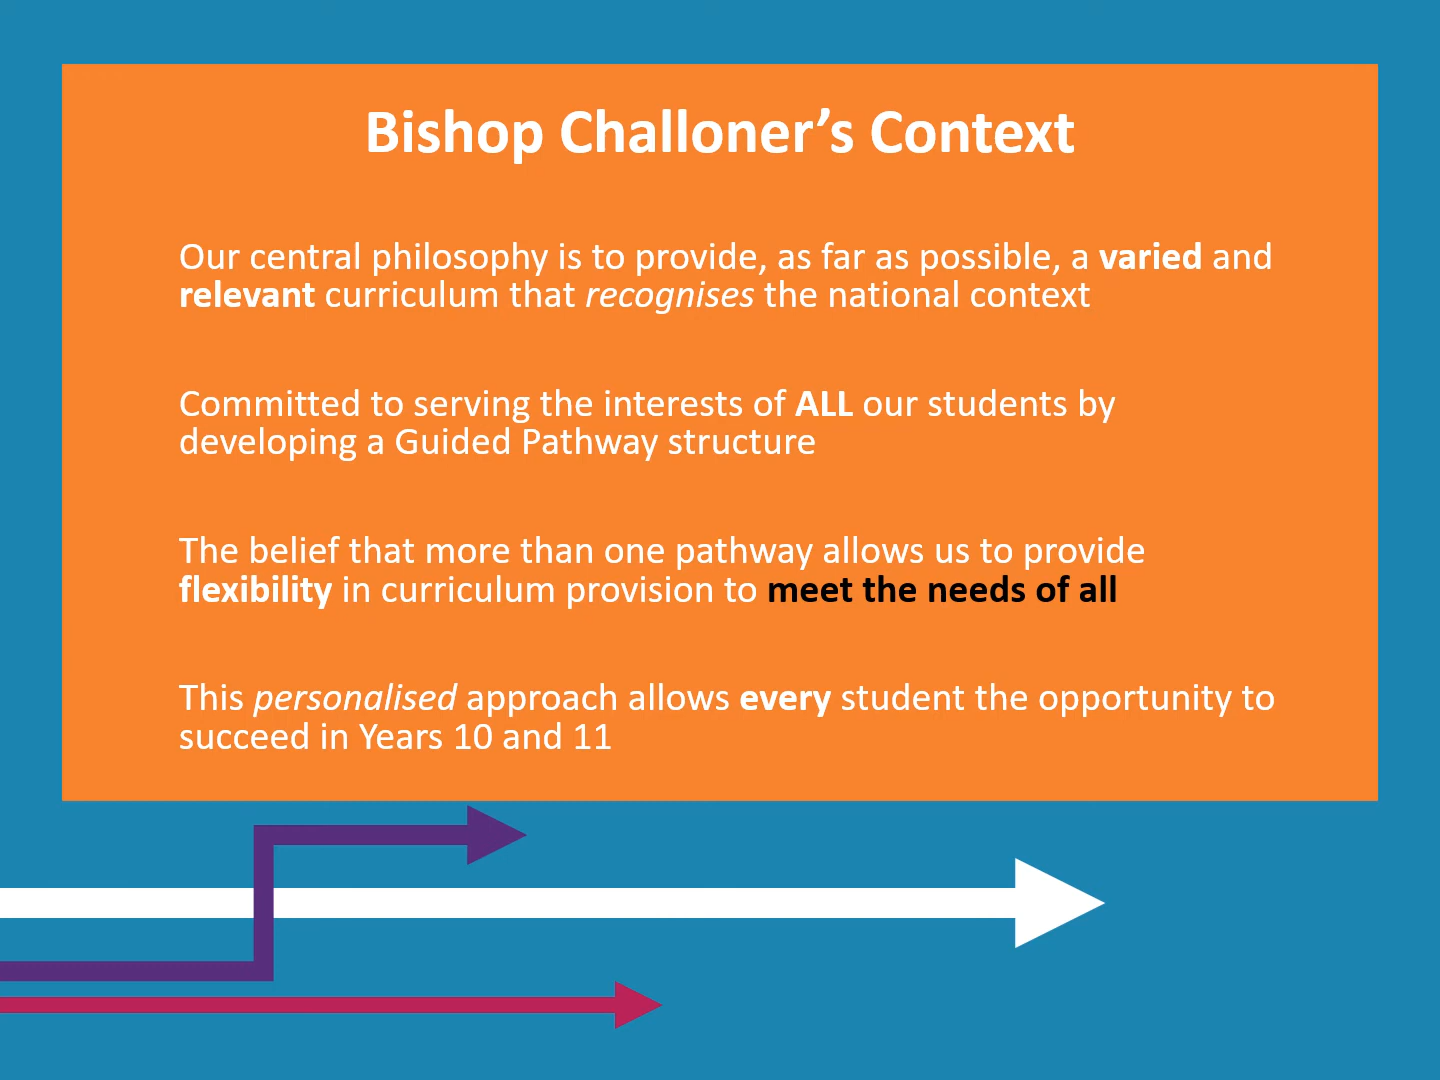 Bishop Challoner’s Context
Our central philosophy is to provide, as far as possible, a varied and
relevant curriculum that recognises the national context
Committed to serving the interests of ALL our students by
developing a Guided Pathway structure
The belief that more than one pathway allows us to provide
flexibility in curriculum provision to meet the needs of all
This personalised approach allows every student the opportunity to
succeed in Years 10 and 11